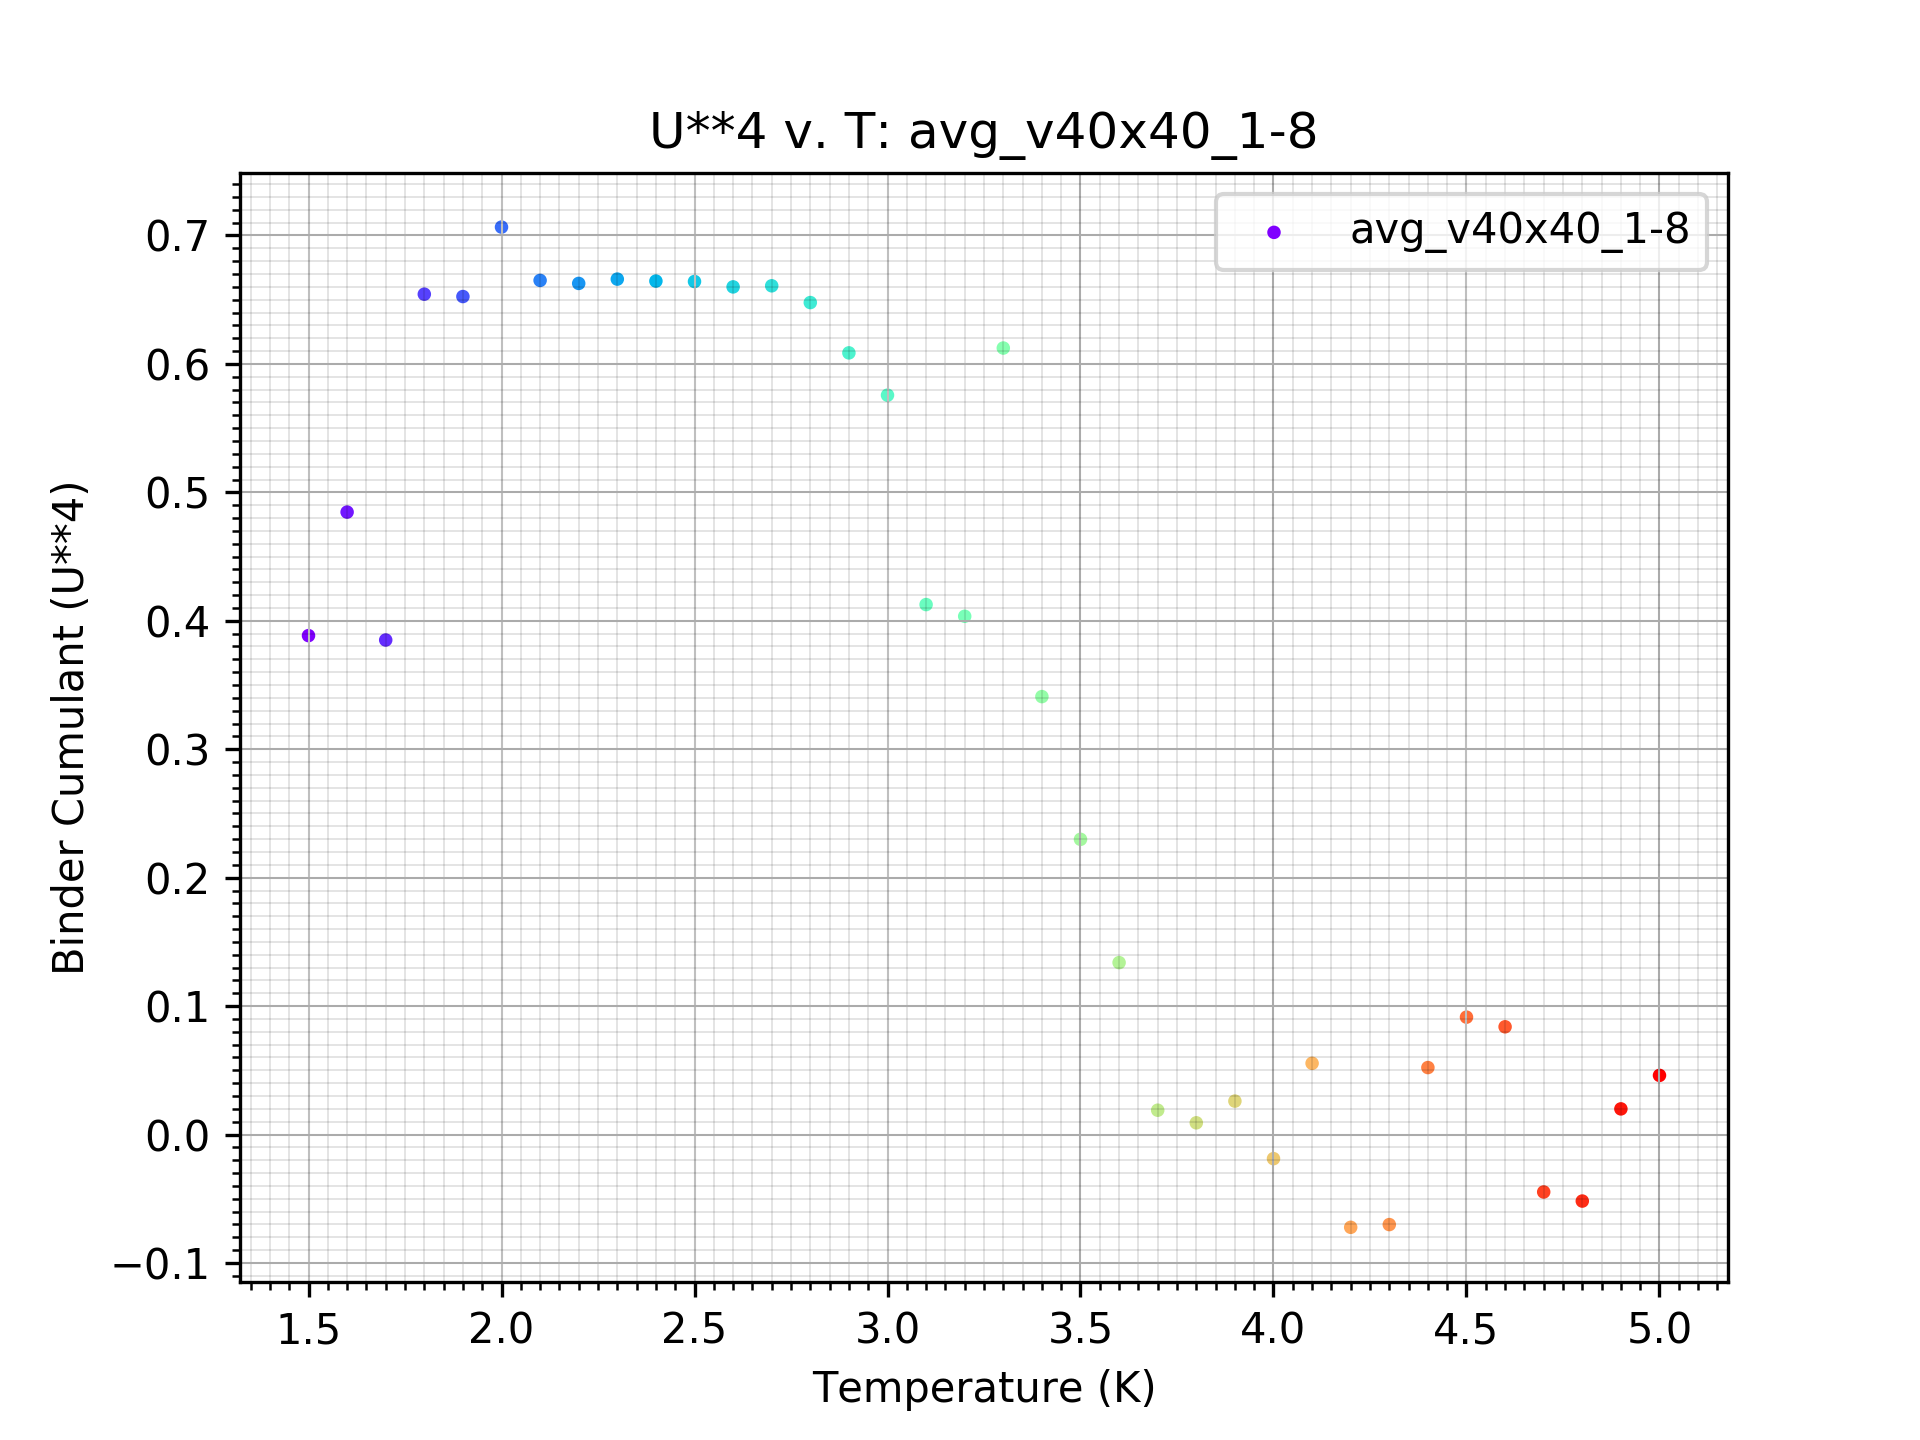 U**4 v. T: avg_v40x40_1-8
avg_v40x40_1-8
0.7
0.6
0.5
0.4
0.3
0.2
0.1
0.0
−0.1
Binder Cumulant (U**4)
1.5 2.0 2.5 3.0 3.5 4.0 4.5 5.0
Temperature (K)